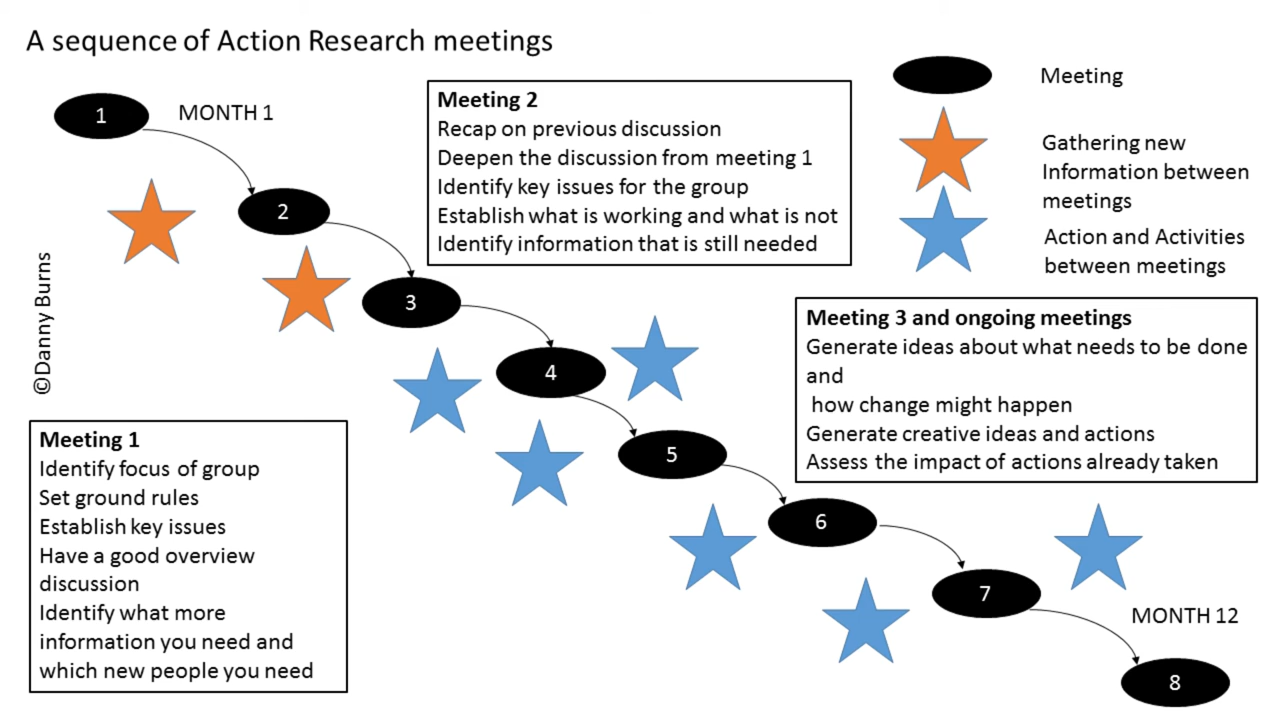 A sequence of Action Research meetings
1
MONTH 1
2
3
4
5
6
7
8
MONTH 12
©Danny Burns
Meeting 2
Recap on previous discussion
Deepen the discussion from meeting 1
Identify key issues for the group
Establish what is working and what is not
Identify information that is still needed
Meeting
Gathering new
Information between
meetings
Action and Activities
between meetings
Meeting 3 and ongoing meetings
Generate ideas about what needs to be done
and
how change might happen
Generate creative ideas and actions
Assess the impact of actions already taken
Meeting 1
Identify focus of group
Set ground rules
Establish key issues
Have a good overview
discussion
Identify what more
information you need and
which new people you need